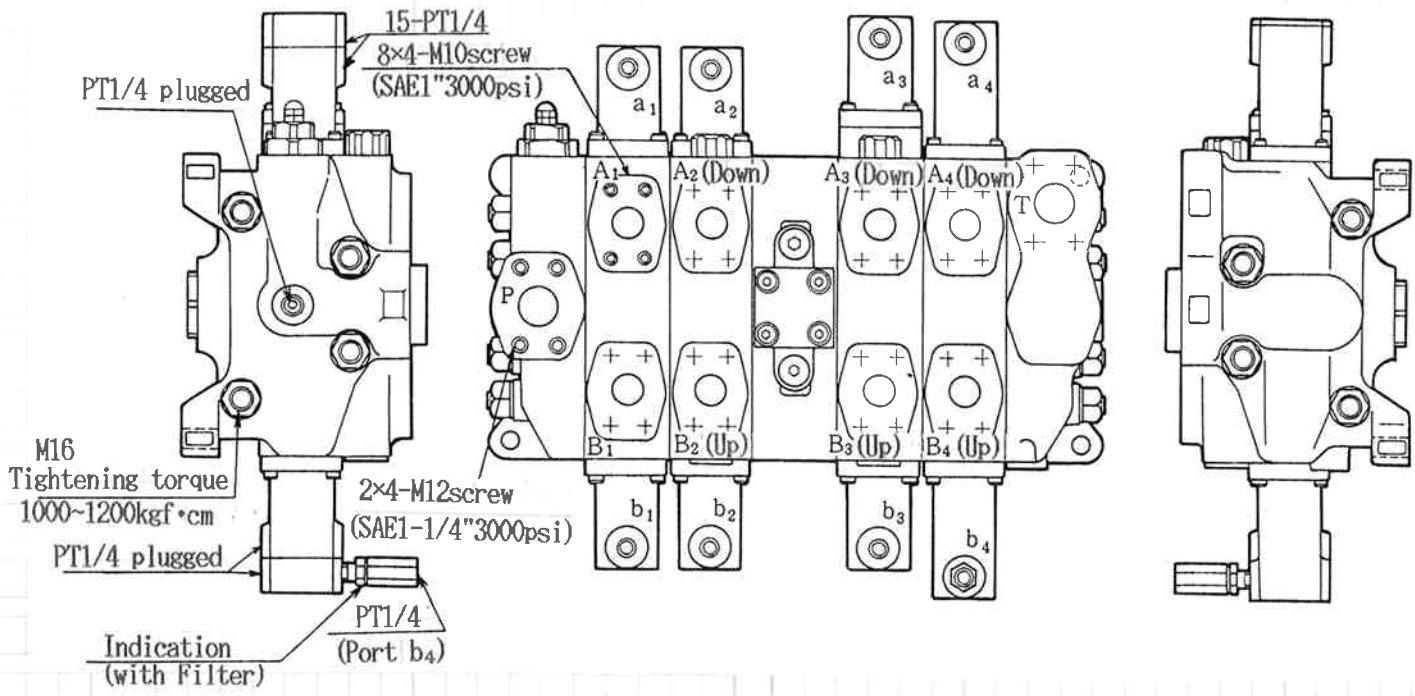 15-PT1/4
8×4-M10screw
(SAE1"3000psi)
PT1/4 plugged
a1
a2
a3
a4
A1
A2(Down)
A3(Down)
A4(Down)
T
P
B1
B2(Up)
B3(Up)
B4(Up)
M16
Tightening torque
1000~1200kgf・cm
2×4-M12screw
(SAE1-1/4"3000psi)
b1
b2
b3
b4
PT1/4 plugged
PT1/4
(Port b4)
Indication
(with Filter)